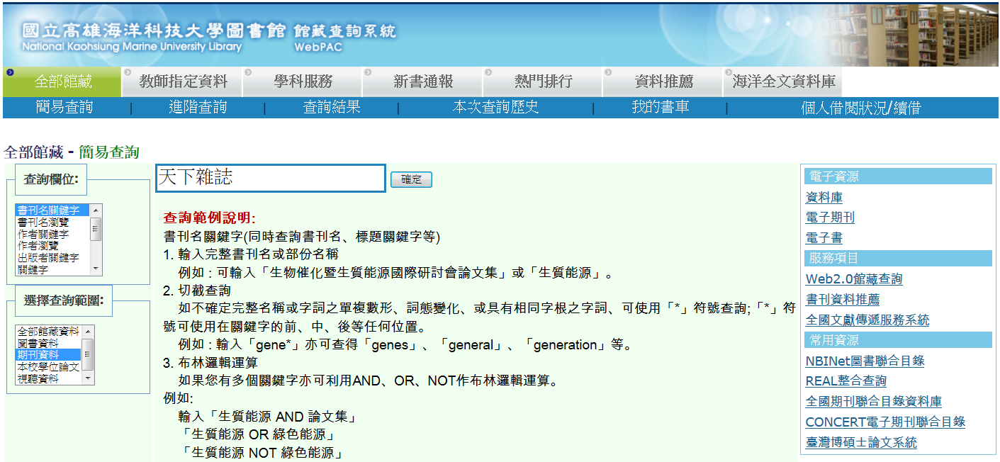 國立高雄海洋科技大學圖書館 館藏查詢系統
National Kaohsiung Marine University Library WebPAC
全部館藏 教師指定資料 學科服務 新書通報 熱門排行 資料推薦 海洋全文資料庫
簡易查詢 | 進階查詢 | 查詢結果 | 本次查詢歷史 | 我的書車 | 個人借閱狀況/續借
全部館藏 - 簡易查詢
查詢欄位:
書刊名關鍵字
書刊名瀏覽
作者關鍵字
作者瀏覽
出版者關鍵字
關鍵字
選擇查詢範圍:
全部館藏資料
圖書資料
期刊資料
本校學位論文
視聽資料
天下雜誌 確定
查詢範例說明:
書刊名關鍵字(同時查詢書刊名、標題關鍵字等)
1. 輸入完整書刊名或部份名稱
例如 : 可輸入「生物催化暨生質能源國際研討會論文集」或「生質能源」。
2. 切截查詢
如不確定完整名稱或字詞之單複數形、詞態變化、或具有相同字根之字詞、可使用「*」符號查詢;「*」符
號可使用在關鍵字的前、中、後等任何位置。
例如 : 輸入「gene*」亦可查得「genes」、「general」、「generation」等。
3. 布林邏輯運算
如果您有多個關鍵字亦可利用AND、OR、NOT作布林邏輯運算。
例如:
輸入「生質能源 AND 論文集」
「生質能源 OR 綠色能源」
「生質能源 NOT 綠色能源」
電子資源
資料庫
電子期刊
電子書
服務項目
Web2.0館藏查詢
書刊資料推薦
全國文獻傳遞服務系統
常用資源
NBINet圖書聯合目錄
REAL整合查詢
全國期刊聯合目錄資料庫
CONCERT電子期刊聯合目錄
臺灣博碩士論文系統